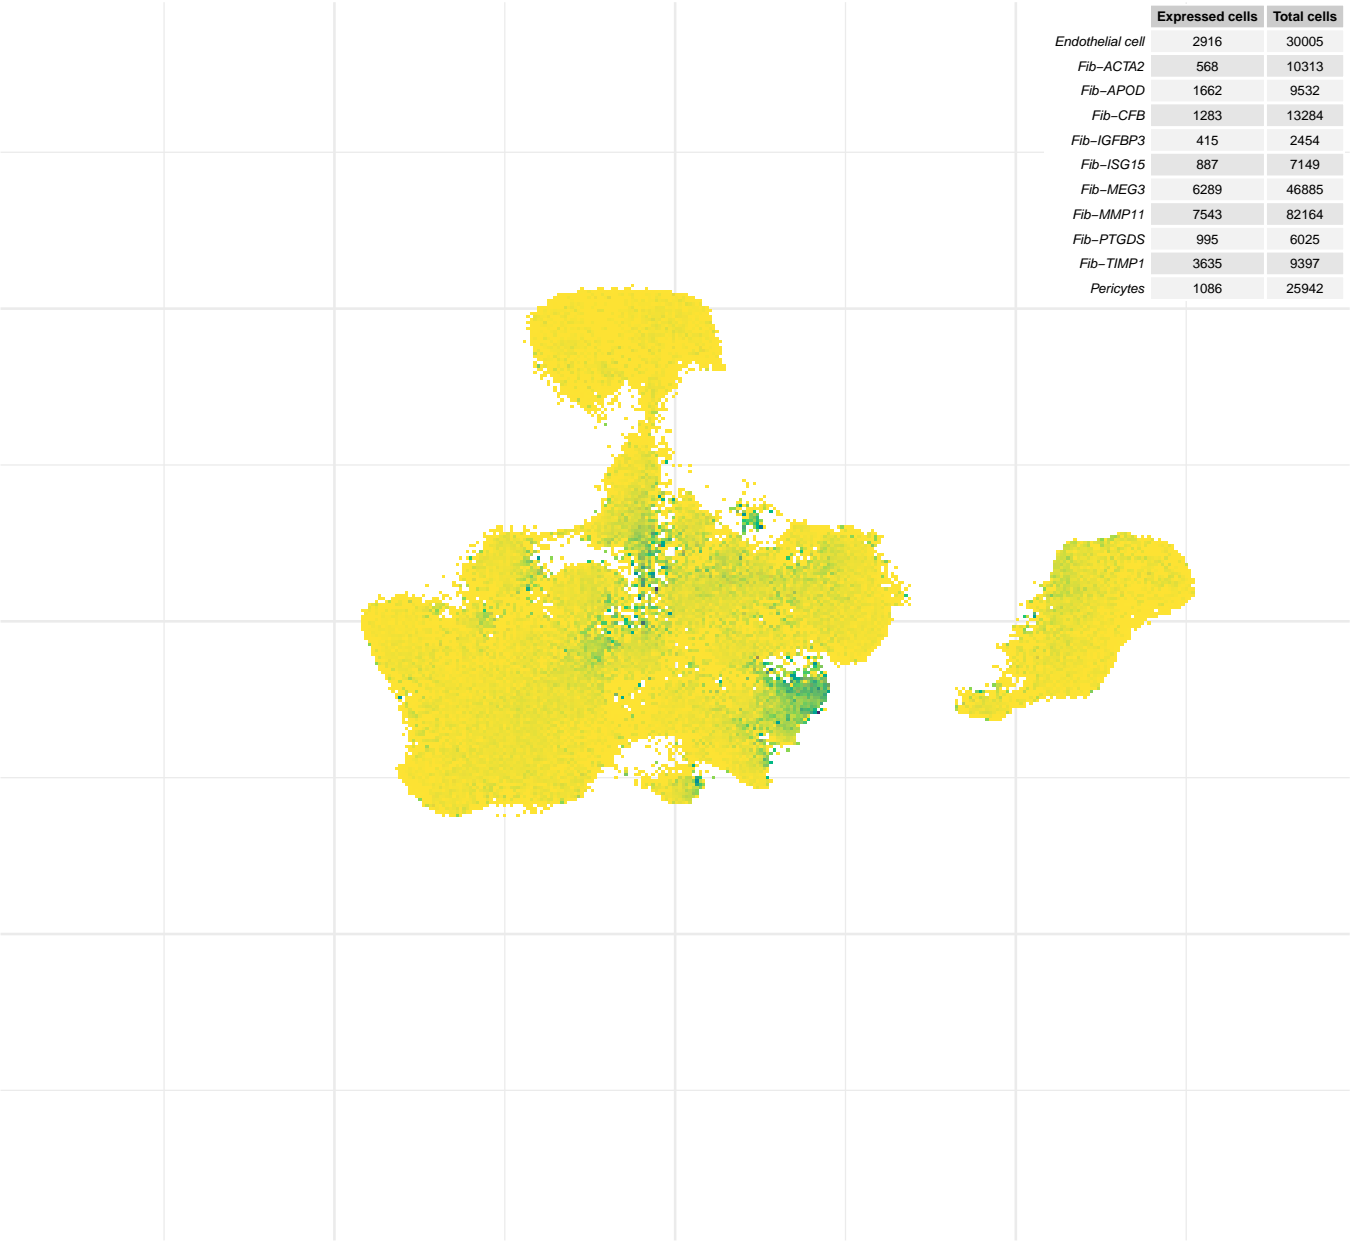 Expressed cells Total cells
Endothelial cell 2916 30005
Fib−ACTA2 568 10313
Fib−APOD 1662 9532
Fib−CFB 1283 13284
Fib−IGFBP3 415 2454
Fib−ISG15 887 7149
Fib−MEG3 6289 46885
Fib−MMP11 7543 82164
Fib−PTGDS 995 6025
Fib−TIMP1 3635 9397
Pericytes 1086 25942